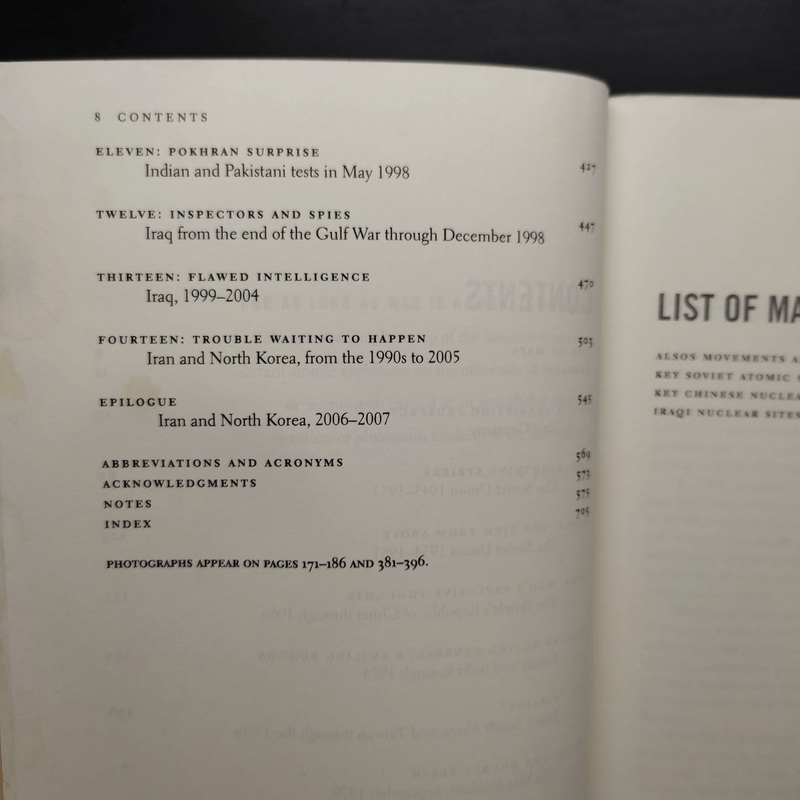 8 CONTENTS
ELEVEN: POKHRAN SURPRISE
Indian and Pakistani tests in May 1998 427
TWELVE: INSPECTORS AND SPIES
Iraq from the end of the Gulf War through December 1998 447
THIRTEEN: FLAWED INTELLIGENCE
Iraq, 1999–2004 470
FOURTEEN: TROUBLE WAITING TO HAPPEN
Iran and North Korea, from the 1990s to 2005 503
EPILOGUE
Iran and North Korea, 2006–2007 545
ABBREVIATIONS AND ACRONYMS 569
ACKNOWLEDGMENTS 573
NOTES 575
INDEX 705
PHOTOGRAPHS APPEAR ON PAGES 171–186 AND 381–396.
LIST OF MA
ALSOS MOVEMENTS A
KEY SOVIET ATOMIC S
KEY CHINESE NUCLEA
IRAQI NUCLEAR SITES